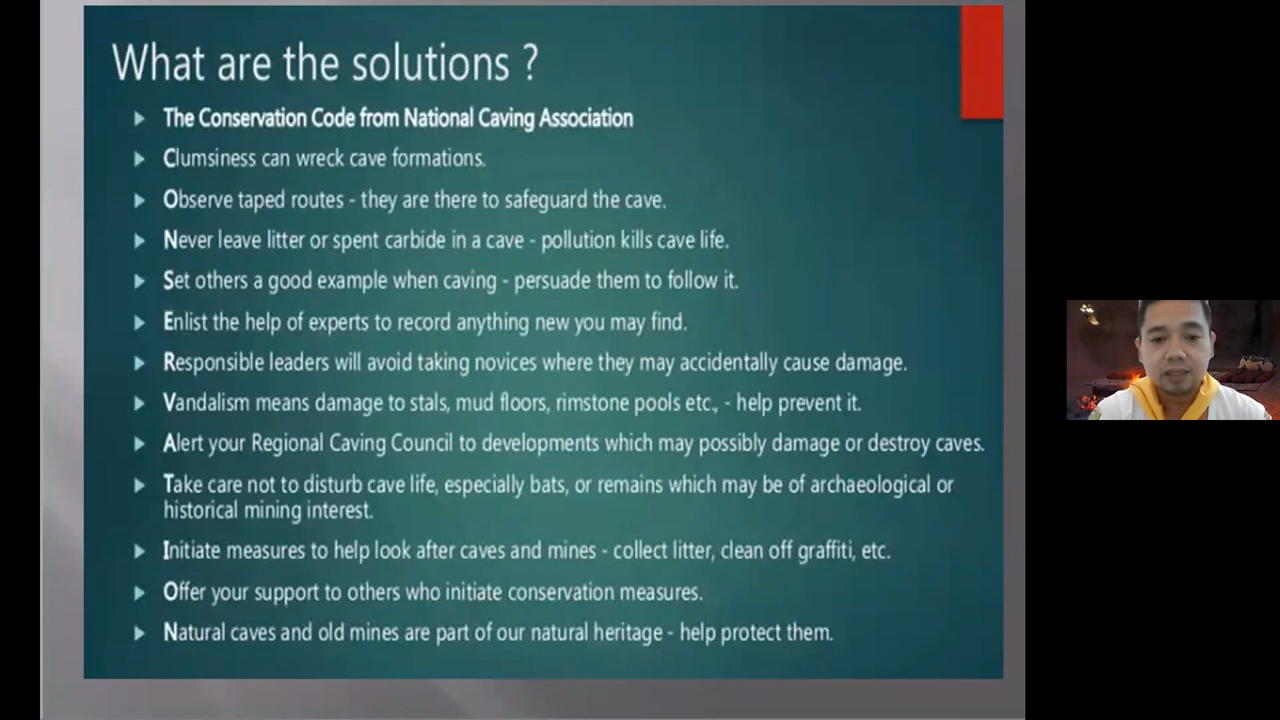 What are the solutions ?
The Conservation Code from National Caving Association
Clumsiness can wreck cave formations.
Observe taped routes - they are there to safeguard the cave.
Never leave litter or spent carbide in a cave - pollution kills cave life.
Set others a good example when caving - persuade them to follow it.
Enlist the help of experts to record anything new you may find.
Responsible leaders will avoid taking novices where they may accidentally cause damage.
Vandalism means damage to stals, mud floors, rimstone pools etc., - help prevent it.
Alert your Regional Caving Council to developments which may possibly damage or destroy caves.
Take care not to disturb cave life, especially bats, or remains which may be of archaeological or
historical mining interest.
Initiate measures to help look after caves and mines - collect litter, clean off graffiti, etc.
Offer your support to others who initiate conservation measures.
Natural caves and old mines are part of our natural heritage - help protect them.